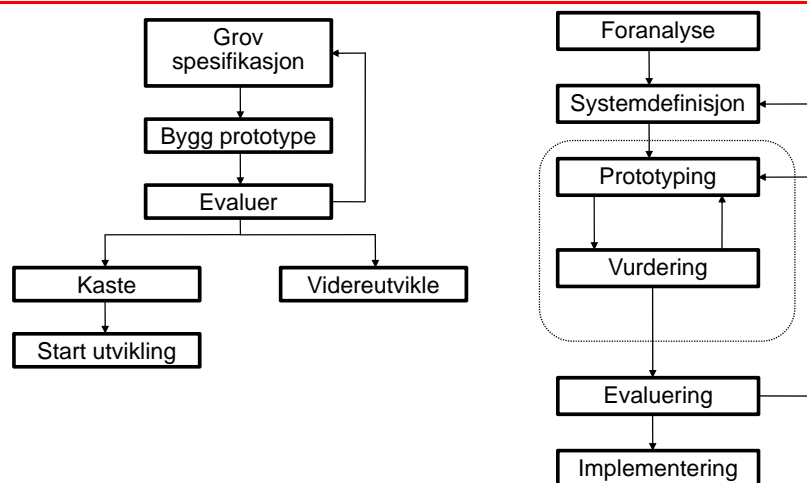 Grov
spesifikasjon
Bygg prototype
Evaluer
Kaste
Videreutvikle
Start utvikling
Foranalyse
Systemdefinisjon
Prototyping
Vurdering
Evaluering
Implementering